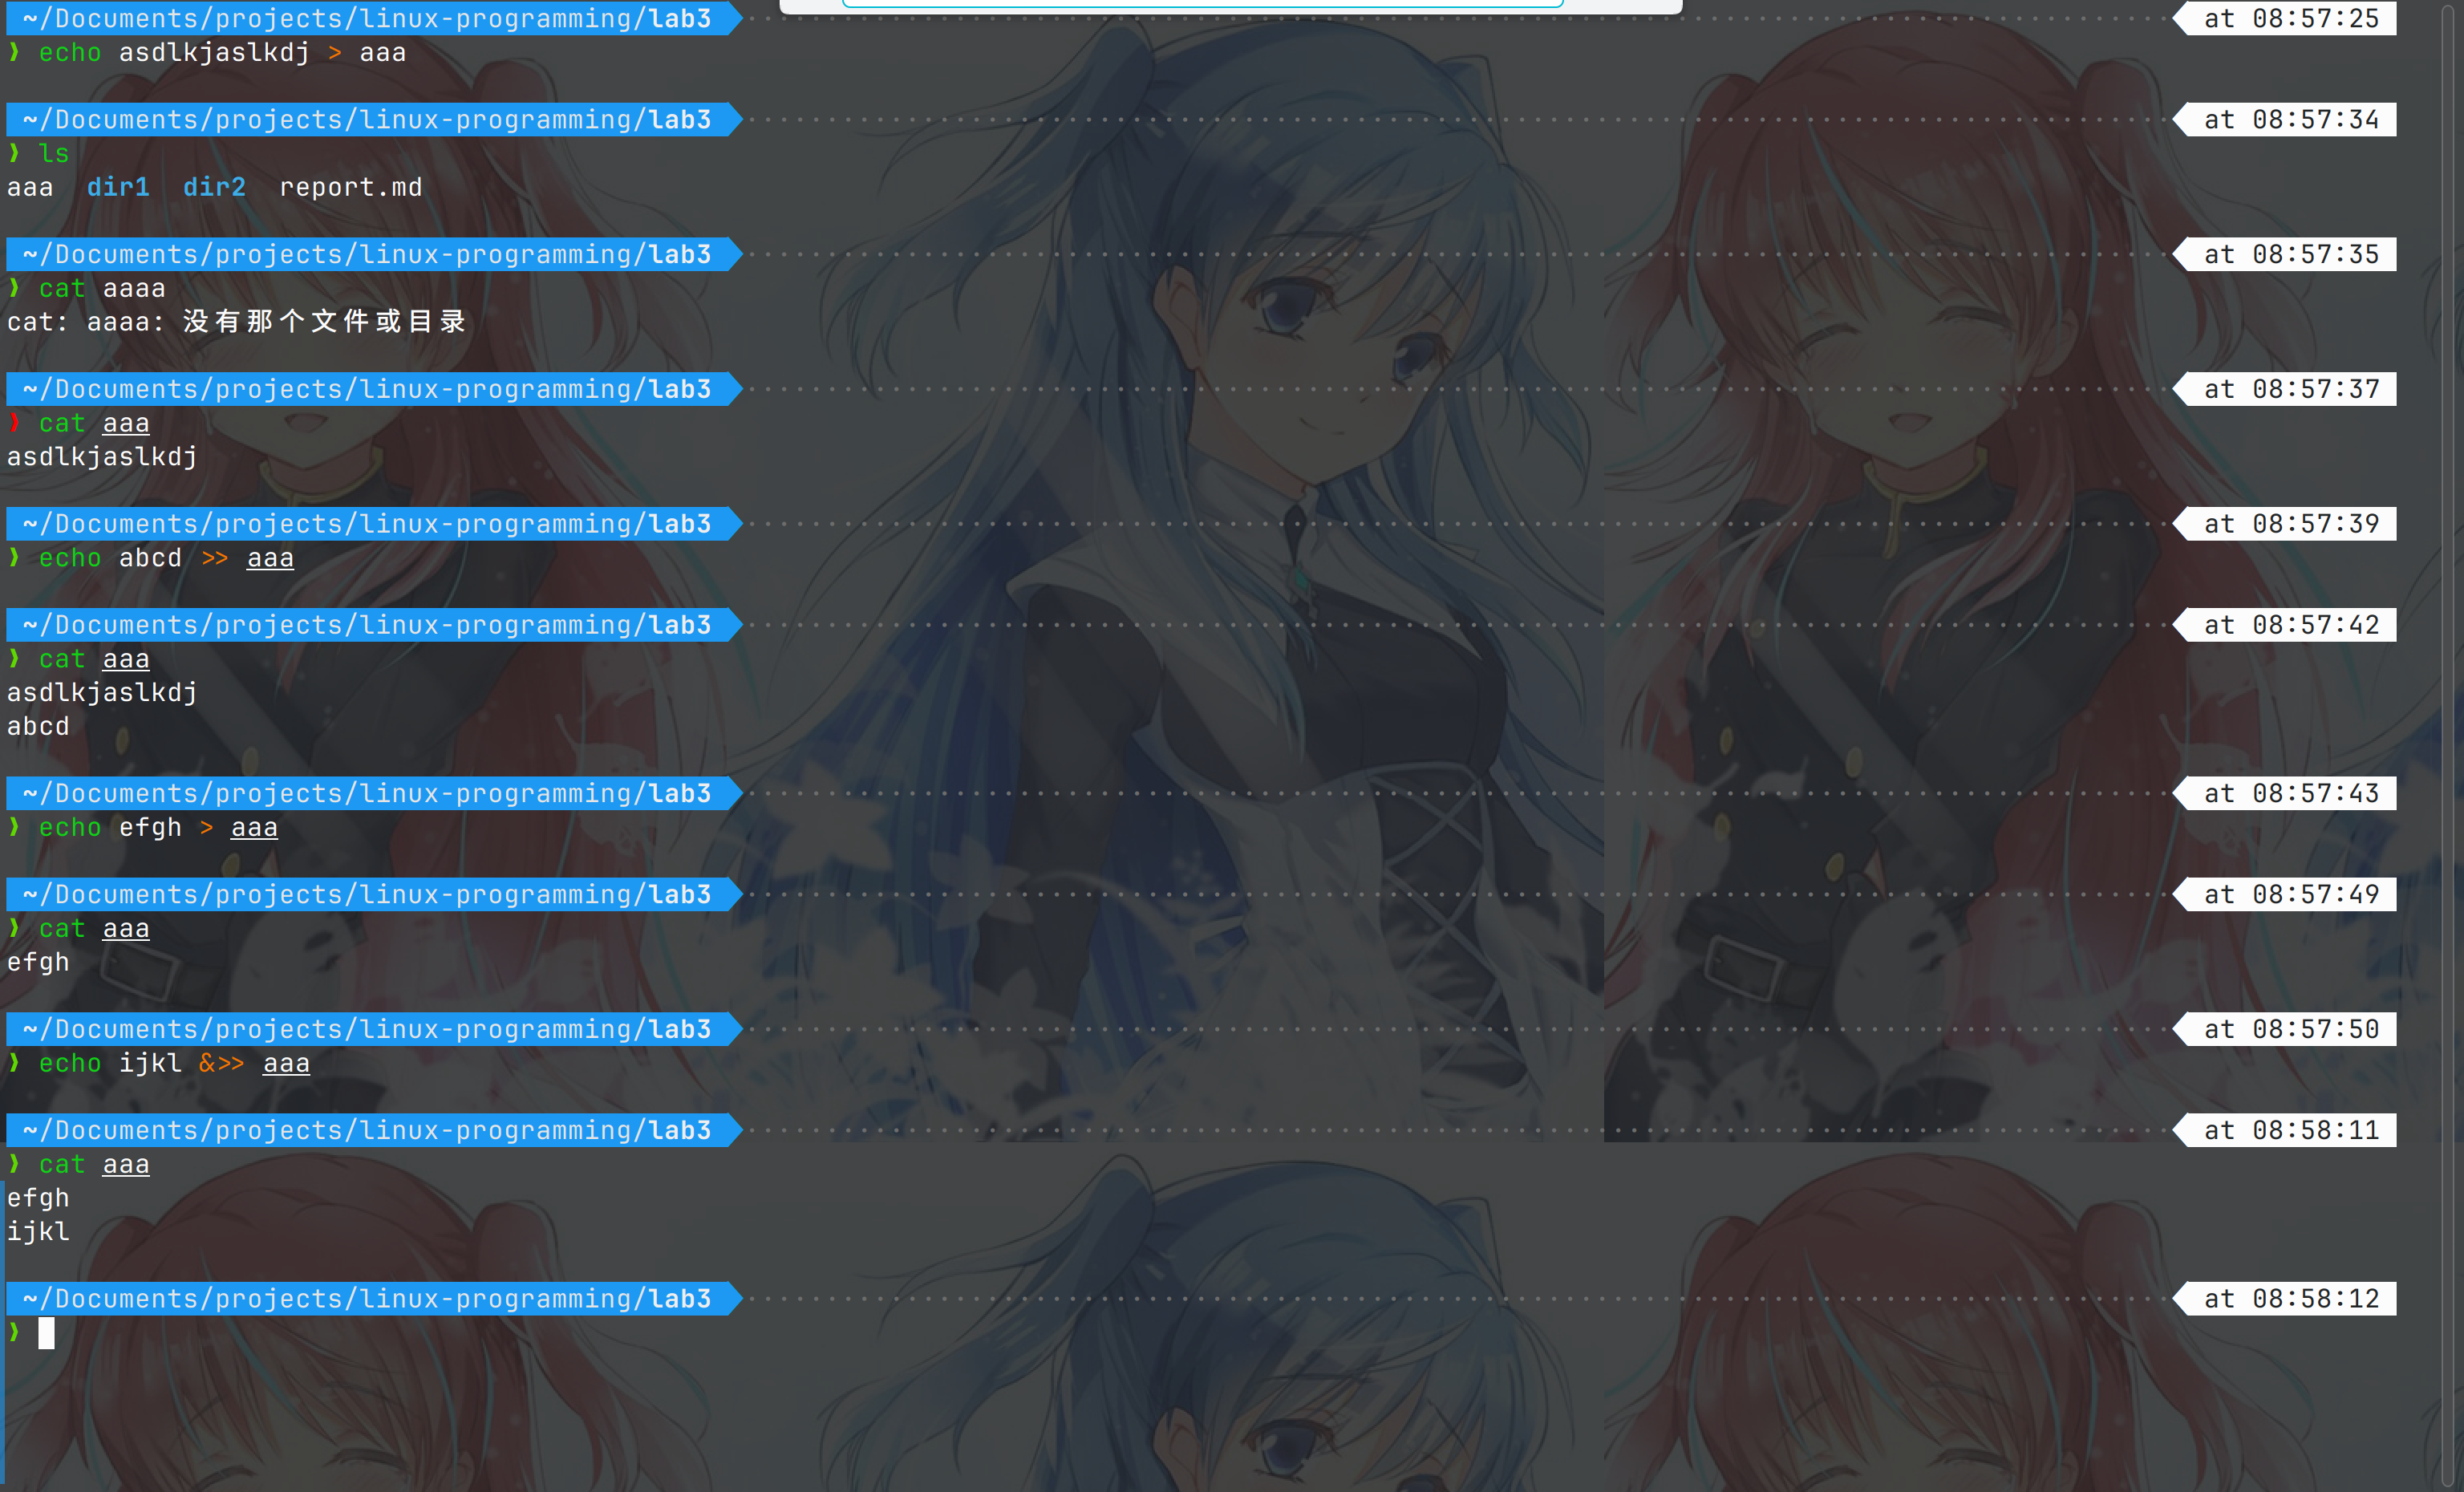 ~/Documents/projects/linux-programming/lab3 at 08:57:25
❯ echo asdlkjaslkdj > aaa
~/Documents/projects/linux-programming/lab3 at 08:57:34
❯ ls
aaa dir1 dir2 report.md
~/Documents/projects/linux-programming/lab3 at 08:57:35
❯ cat aaaa
cat: aaaa: 没有那个文件或目录
~/Documents/projects/linux-programming/lab3 at 08:57:37
❯ cat aaa
asdlkjaslkdj
~/Documents/projects/linux-programming/lab3 at 08:57:39
❯ echo abcd >> aaa
~/Documents/projects/linux-programming/lab3 at 08:57:42
❯ cat aaa
asdlkjaslkdj
abcd
~/Documents/projects/linux-programming/lab3 at 08:57:43
❯ echo efgh > aaa
~/Documents/projects/linux-programming/lab3 at 08:57:49
❯ cat aaa
efgh
~/Documents/projects/linux-programming/lab3 at 08:57:50
❯ echo ijkl &>> aaa
~/Documents/projects/linux-programming/lab3 at 08:58:11
❯ cat aaa
efgh
ijkl
~/Documents/projects/linux-programming/lab3 at 08:58:12
❯